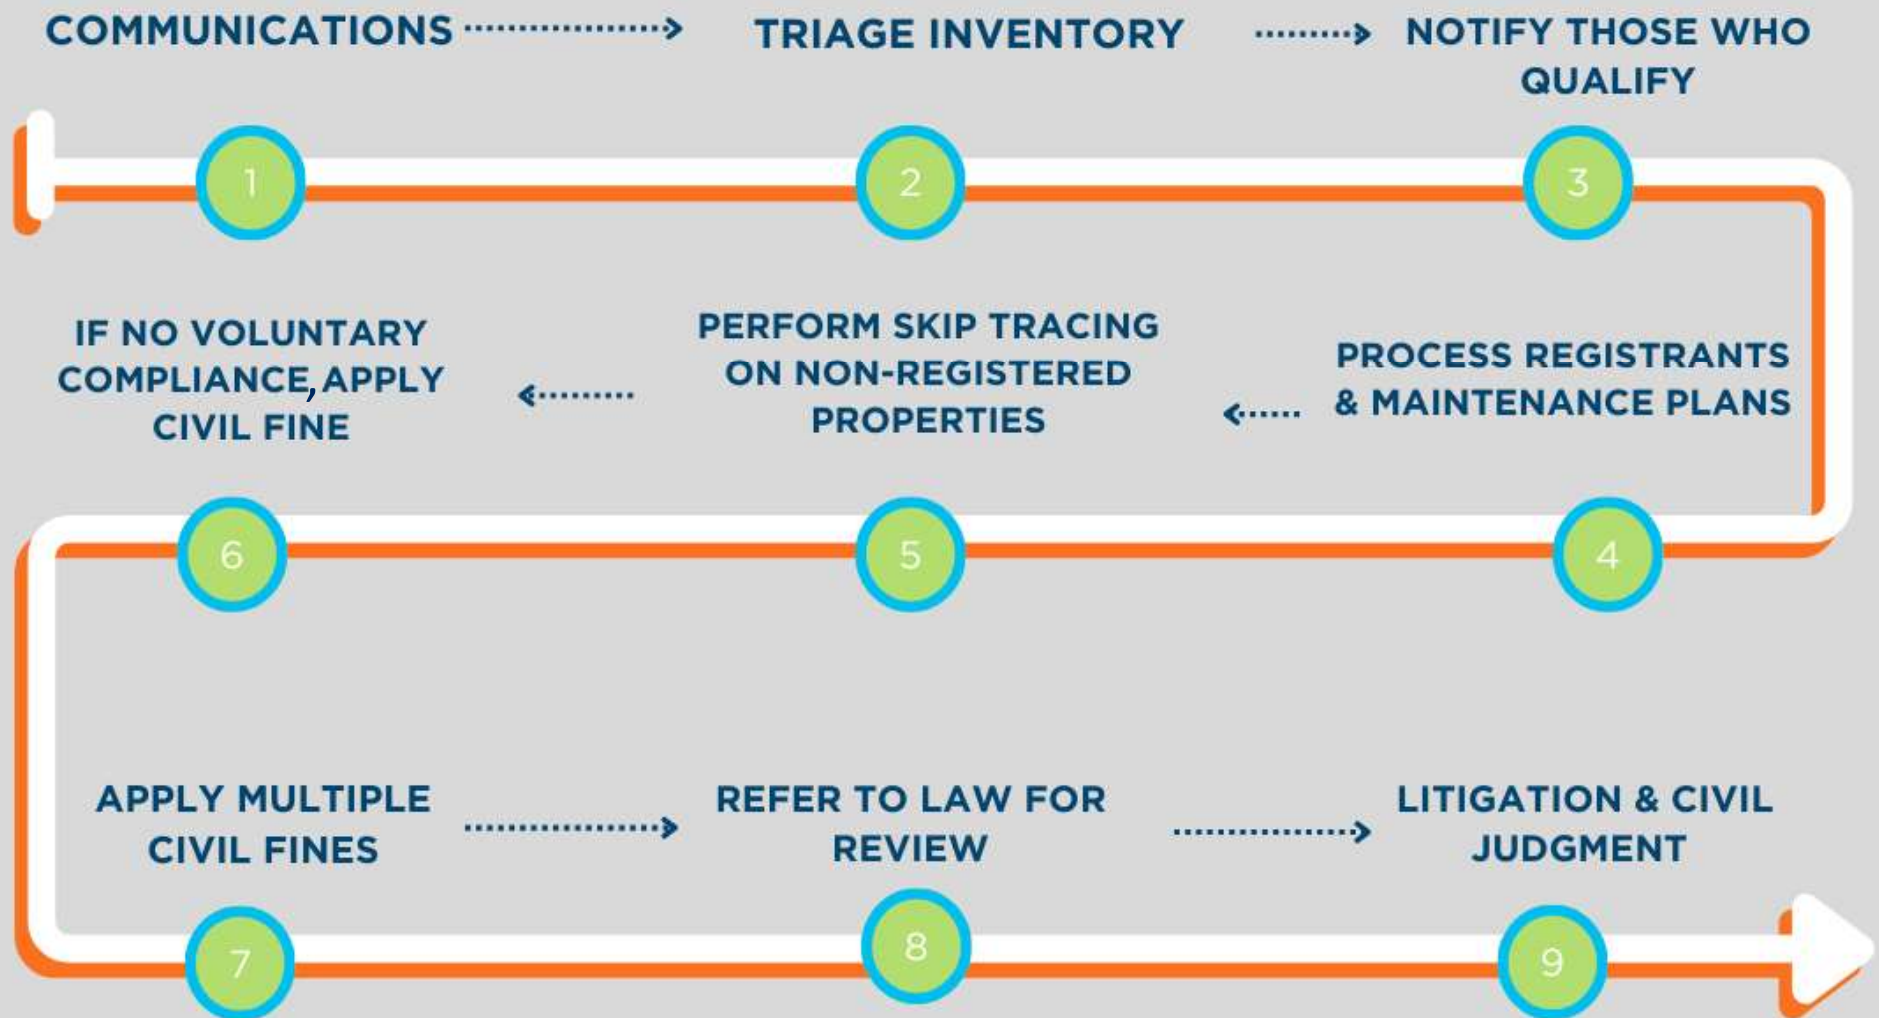 COMMUNICATIONS
TRIAGE INVENTORY
NOTIFY THOSE WHO
QUALIFY
1
2
3
PROCESS REGISTRANTS
& MAINTENANCE PLANS
PERFORM SKIP TRACING
ON NON-REGISTERED
PROPERTIES
IF NO VOLUNTARY
COMPLIANCE, APPLY
CIVIL FINE
4
5
6
APPLY MULTIPLE
CIVIL FINES
REFER TO LAW FOR
REVIEW
LITIGATION & CIVIL
JUDGMENT
7
8
9